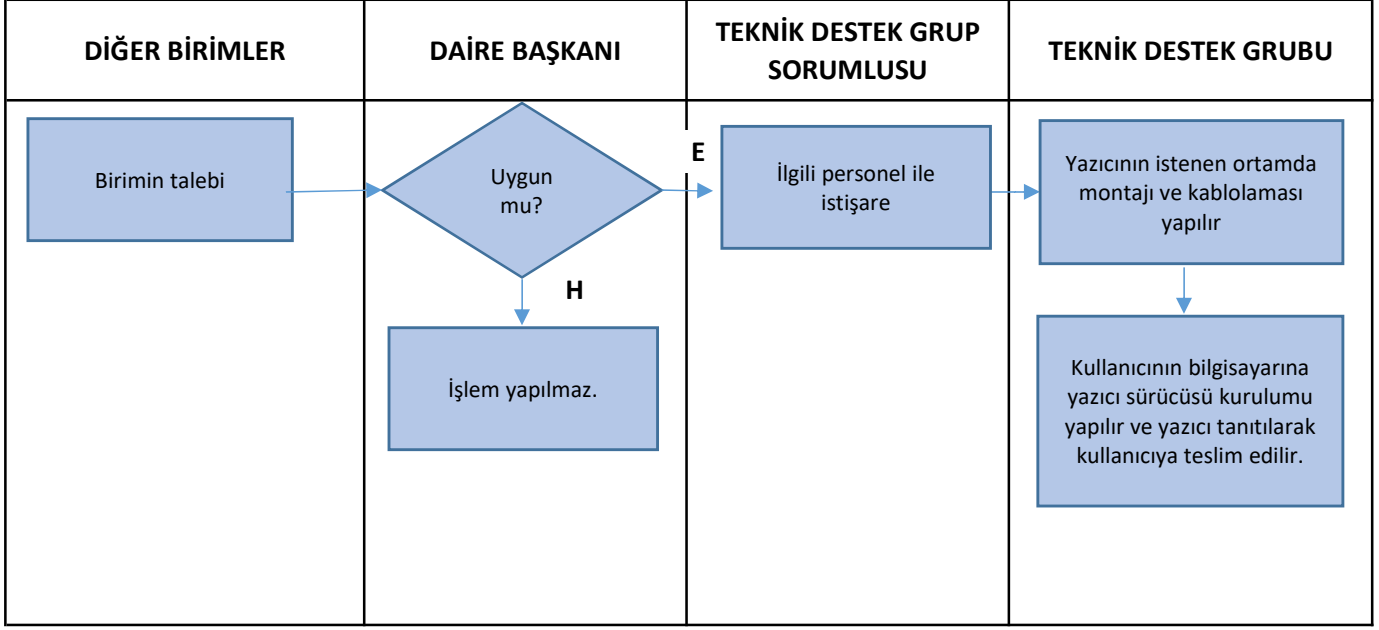 DİĞER BİRİMLER
DAİRE BAŞKANI
TEKNİK DESTEK GRUP
SORUMLUSU
TEKNİK DESTEK GRUBU
Birimin talebi
Uygun
mu?
E
H
İşlem yapılmaz.
İlgili personel ile
istişare
Yazıcının istenen ortamda
montajı ve kablolaması
yapılır
Kullanıcının bilgisayarına
yazıcı sürücüsü kurulumu
yapılır ve yazıcı tanıtılarak
kullanıcıya teslim edilir.